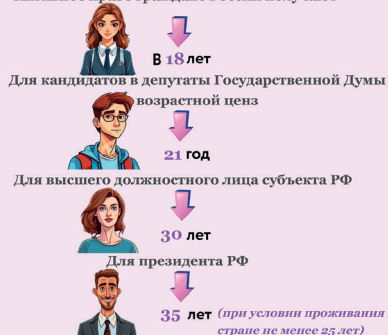 В 18 лет
Для кандидатов в депутаты Государственной Думы
возрастной ценз
21 год
Для высшего должностного лица субъекта РФ
30 лет
Для президента РФ
35 лет (при условии проживания
стране не менее 25 лет)